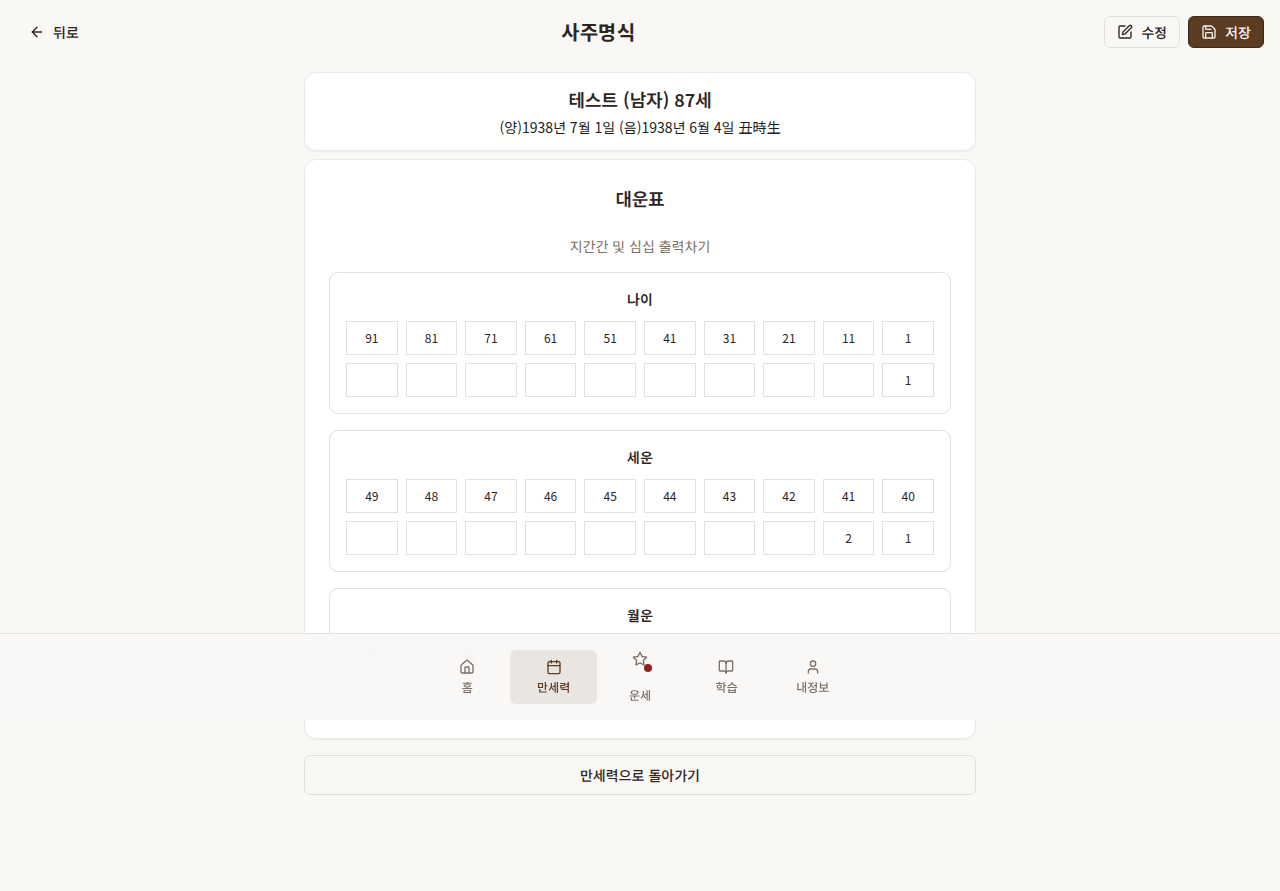 뒤로
사주명식
수정
저장
테스트 (남자) 87세
(양)1938년 7월 1일 (음)1938년 6월 4일 丑時生
대운표
지간간 및 심십 출력차기
나이
91 81 71 61 51 41 31 21 11 1
1
세운
49 48 47 46 45 44 43 42 41 40
2 1
월운
홈
만세력
운세
학습
내정보
만세력으로 돌아가기